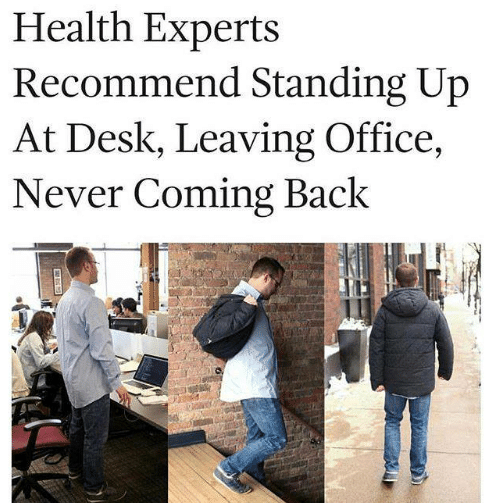 Health Experts
Recommend Standing Up
At Desk, Leaving Office,
Never Coming Back